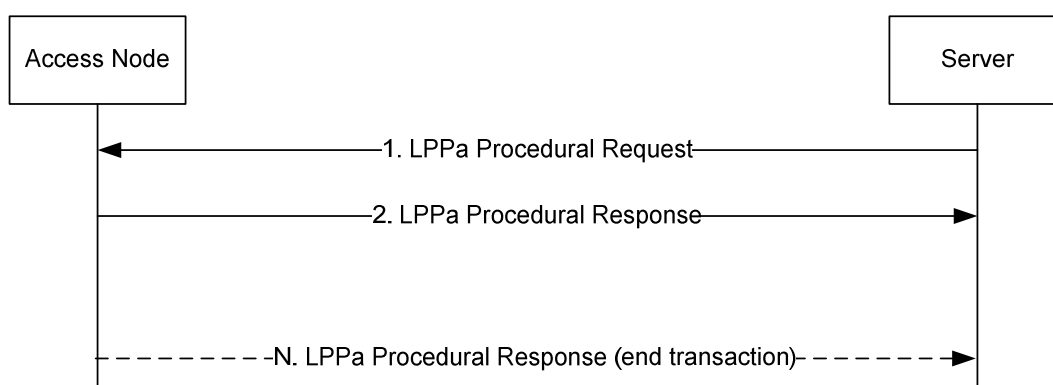 Access Node
Server
1. LPPa Procedural Request
2. LPPa Procedural Response
N. LPPa Procedural Response (end transaction)